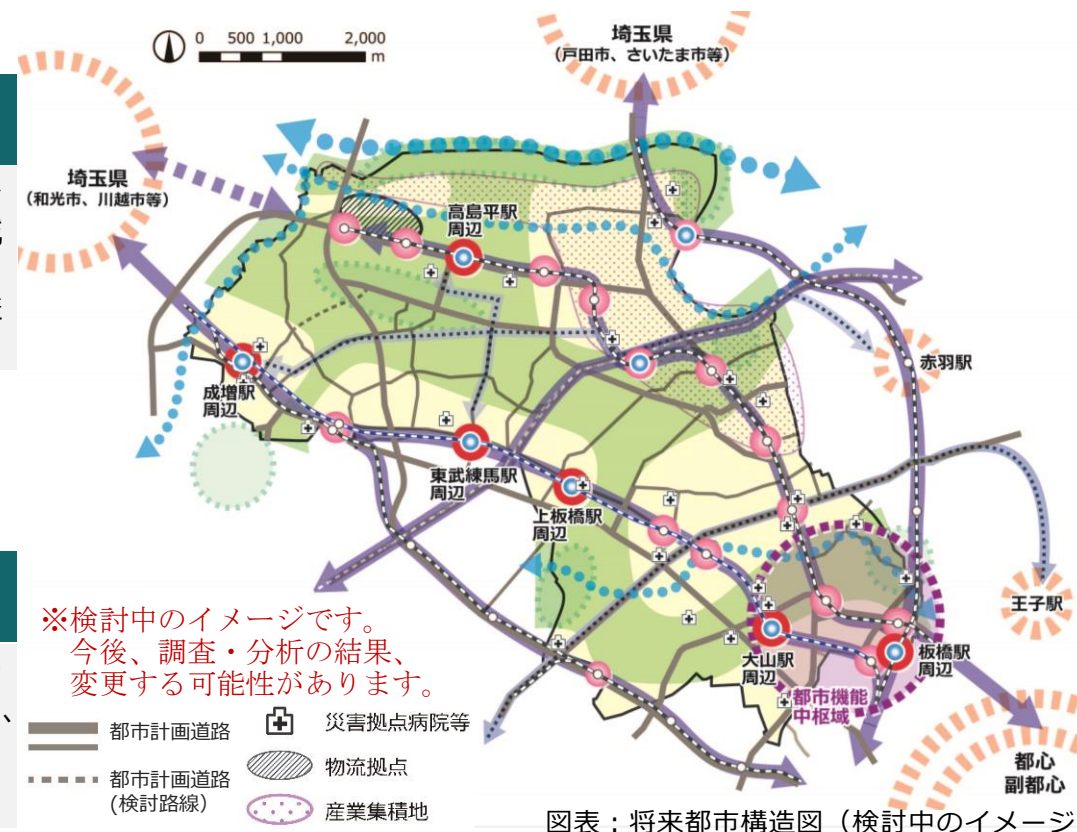 0 500 1,000 2,000
m
埼玉県
(戸田市、さいたま市等)
埼玉県
(和光市、川越市等)
高島平駅
周辺
赤羽駅
成増駅
周辺
東武練馬駅
周辺
上板橋駅
周辺
王子駅
大山駅
周辺
板橋駅
周辺
都市機能
中枢域
都心
副都心
※検討中のイメージです。
今後、調査・分析の結果、
変更する可能性があります。
、
都市計画道路
災害拠点病院等
都市計画道路
(検討路線)
物流拠点
産業集積地
図表：将来都市構造図（検討中のイメージ